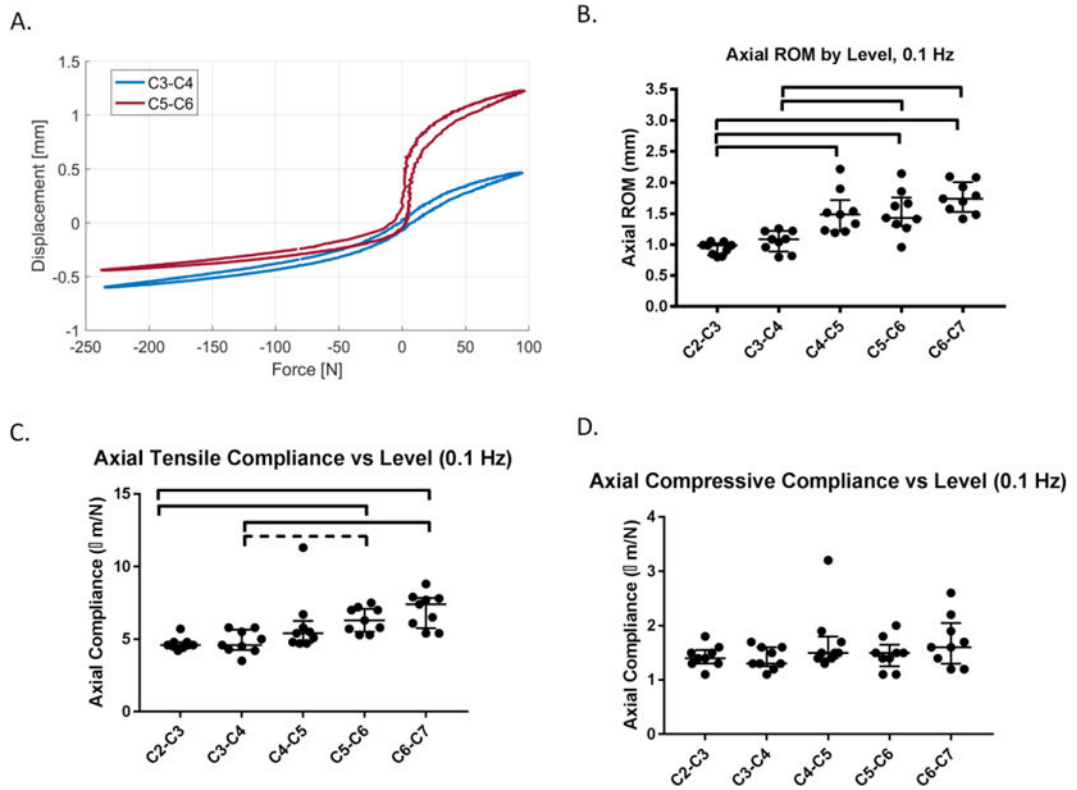 A.
1.5
C3-C4
C5-C6
1
0.5
0
-0.5
-1
Displacement [mm]
-250 -200 -150 -100 -50 0 50 100
Force [N]
B.
Axial ROM by Level, 0.1 Hz
3.5
3.0
2.5
2.0
1.5
1.0
0.5
0.0
Axial ROM (mm)
C2-C3 C3-C4 C4-C5 C5-C6 C6-C7
C.
Axial Tensile Compliance vs Level (0.1 Hz)
15
10
5
0
Axial Compliance (▯ m/N)
C2-C3 C3-C4 C4-C5 C5-C6 C6-C7
D.
Axial Compressive Compliance vs Level (0.1 Hz)
4
3
2
1
0
Axial Compliance (▯ m/N)
C2-C3 C3-C4 C4-C5 C5-C6 C6-C7